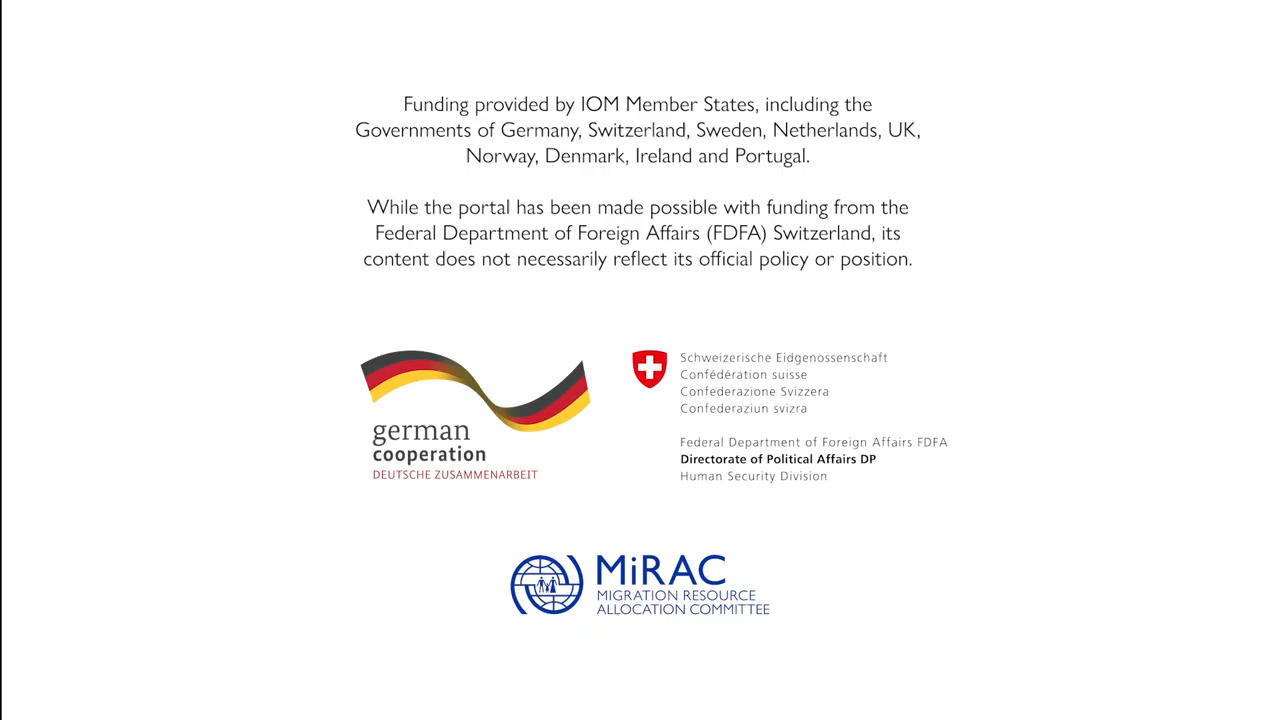 Funding provided by IOM Member States, including the
Governments of Germany, Switzerland, Sweden, Netherlands, UK,
Norway, Denmark, Ireland and Portugal.
While the portal has been made possible with funding from the
Federal Department of Foreign Affairs (FDFA) Switzerland, its
content does not necessarily reflect its official policy or position.
german
cooperation
DEUTSCHE ZUSAMMENARBEIT
Schweizerische Eidgenossenschaft
Confédération suisse
Confederazione Svizzera
Confederaziun svizra
Federal Department of Foreign Affairs FDFA
Directorate of Political Affairs DP
Human Security Division
MiRAC
MIGRATION RESOURCE
ALLOCATION COMMITTEE